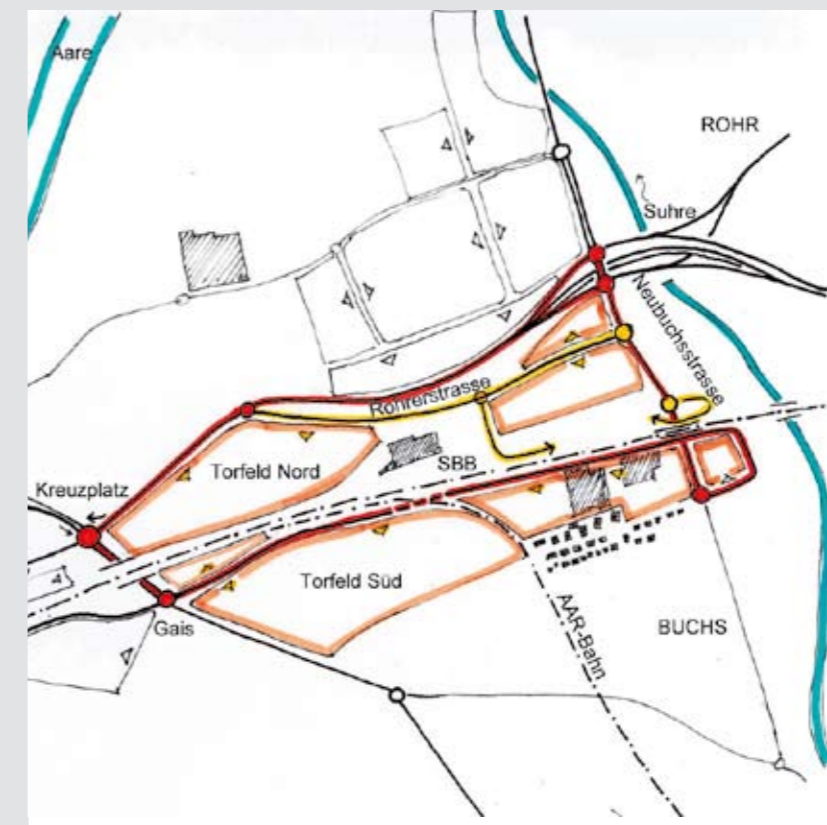 Aare
ROHR
Suhre
Neubuchsstrasse
Rohrerstrasse
SBB
Torfeld Nord
Kreuzplatz
Torfeld Süd
Gais
AAR-Bahn
BUCHS